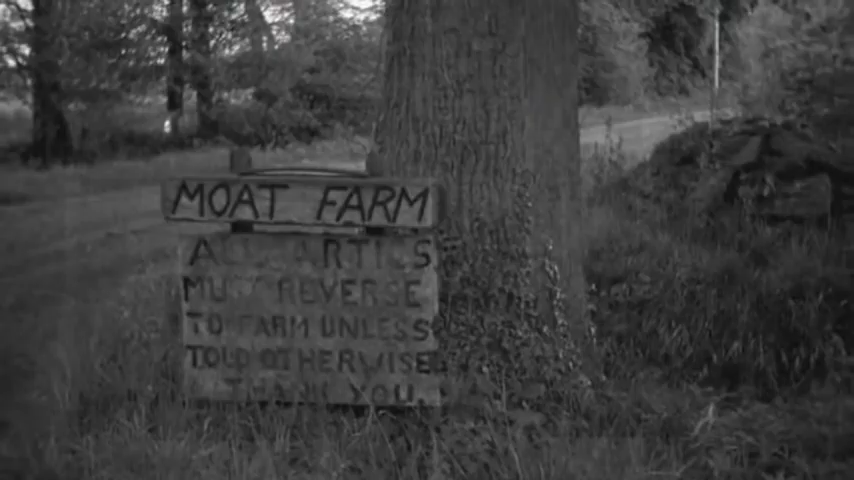 MOAT FARM
ALL ARTICS
MUST REVERSE
TO FARM UNLESS
TOLD OTHERWISE
THANK YOU.